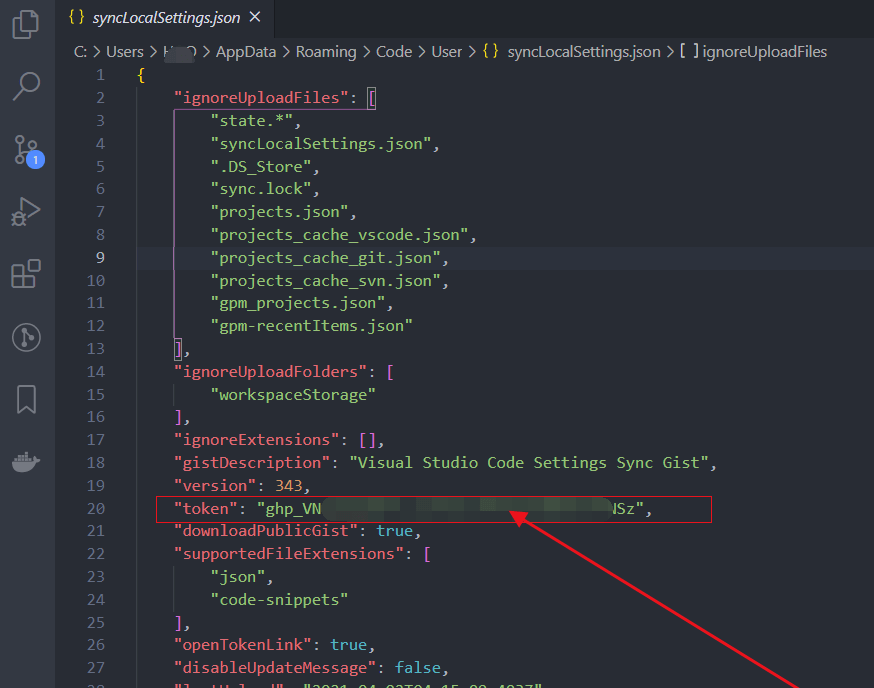 { } syncLocalSettings.json ×
C: > Users > > AppData > Roaming > Code > User > { } syncLocalSettings.json > [ ] ignoreUploadFiles
1 {
2 "ignoreUploadFiles": [
3 "state.*",
4 "syncLocalSettings.json",
5 ".DS_Store",
6 "sync.lock",
7 "projects.json",
8 "projects_cache_vscode.json",
9 "projects_cache_git.json",
10 "projects_cache_svn.json",
11 "gpm_projects.json",
12 "gpm-recentItems.json"
13 ],
14 "ignoreUploadFolders": [
15 "workspaceStorage"
16 ],
17 "ignoreExtensions": [],
18 "gistDescription": "Visual Studio Code Settings Sync Gist",
19 "version": 343,
20 "token": "ghp_VN NSz",
21 "downloadPublicGist": true,
22 "supportedFileExtensions": [
23 "json",
24 "code-snippets"
25 ],
26 "openTokenLink": true,
27 "disableUpdateMessage": false,
1